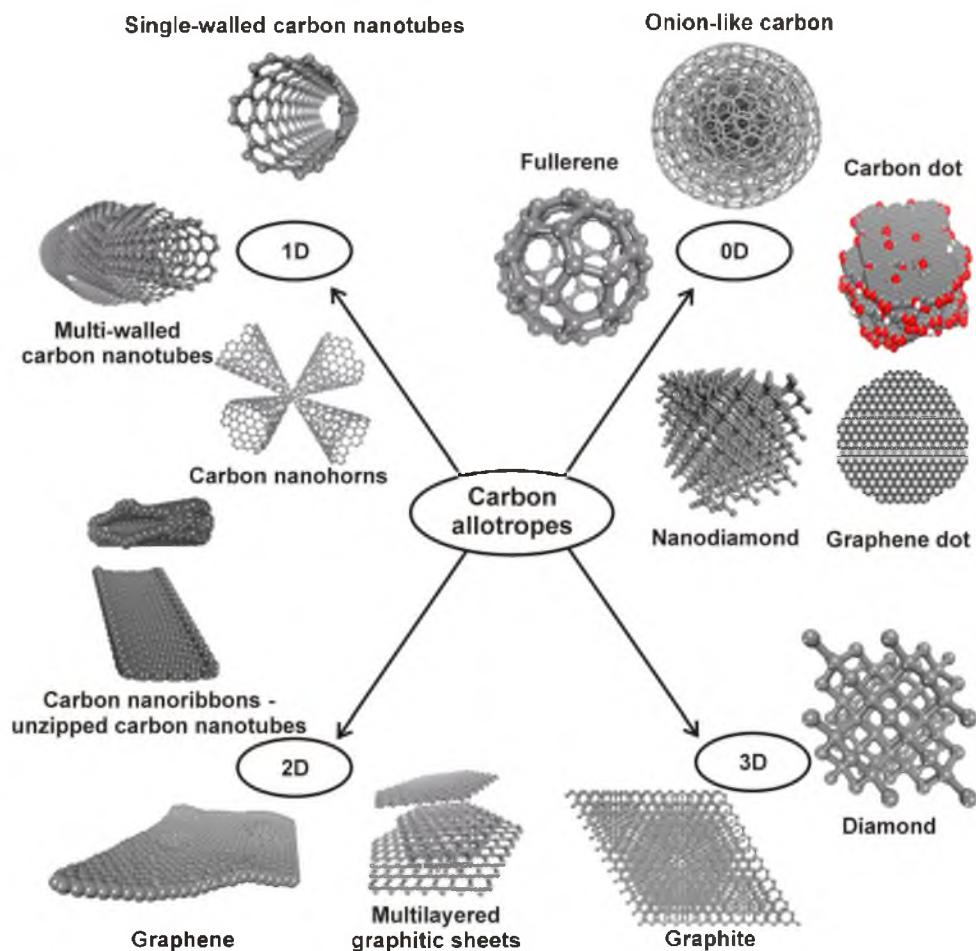 Single-walled carbon nanotubes
Onion-like carbon
Fullerene
Carbon dot
1D
0D
Multi-walled
carbon nanotubes
Carbon nanohorns
Carbon
allotropes
Nanodiamond
Graphene dot
Carbon nanoribbons -
unzipped carbon nanotubes
2D
3D
Diamond
Graphene
Multilayered
graphitic sheets
Graphite